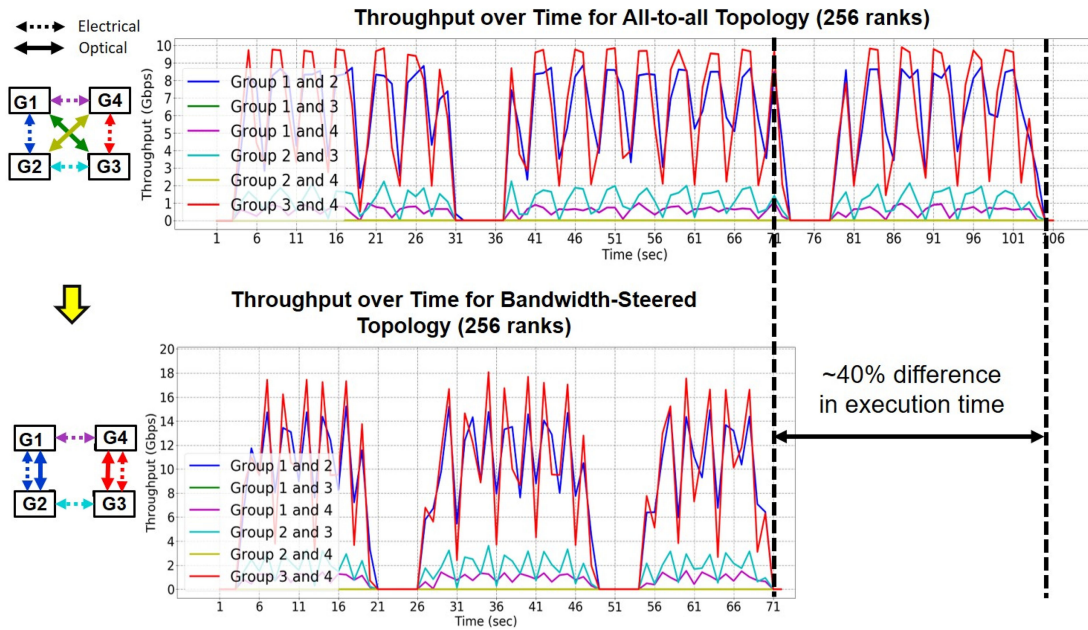 Throughput over Time for All-to-all Topology (256 ranks)
Electrical
Optical
G1
G4
G2
G3
Throughput (Gbps)
10
9
8
7
6
5
4
3
2
1
0
Group 1 and 2
Group 1 and 3
Group 1 and 4
Group 2 and 3
Group 2 and 4
Group 3 and 4
1 6 11 16 21 26 31 36 41 46 51 56 61 66 71 76 81 86 91 96 101 106
Time (sec)
Throughput over Time for Bandwidth-Steered
Topology (256 ranks)
G1
G4
G2
G3
Throughput (Gbps)
20
18
16
14
12
10
8
6
4
2
0
Group 1 and 2
Group 1 and 3
Group 1 and 4
Group 2 and 3
Group 2 and 4
Group 3 and 4
1 6 11 16 21 26 31 36 41 46 51 56 61 66 71
Time (sec)
~40% difference
in execution time